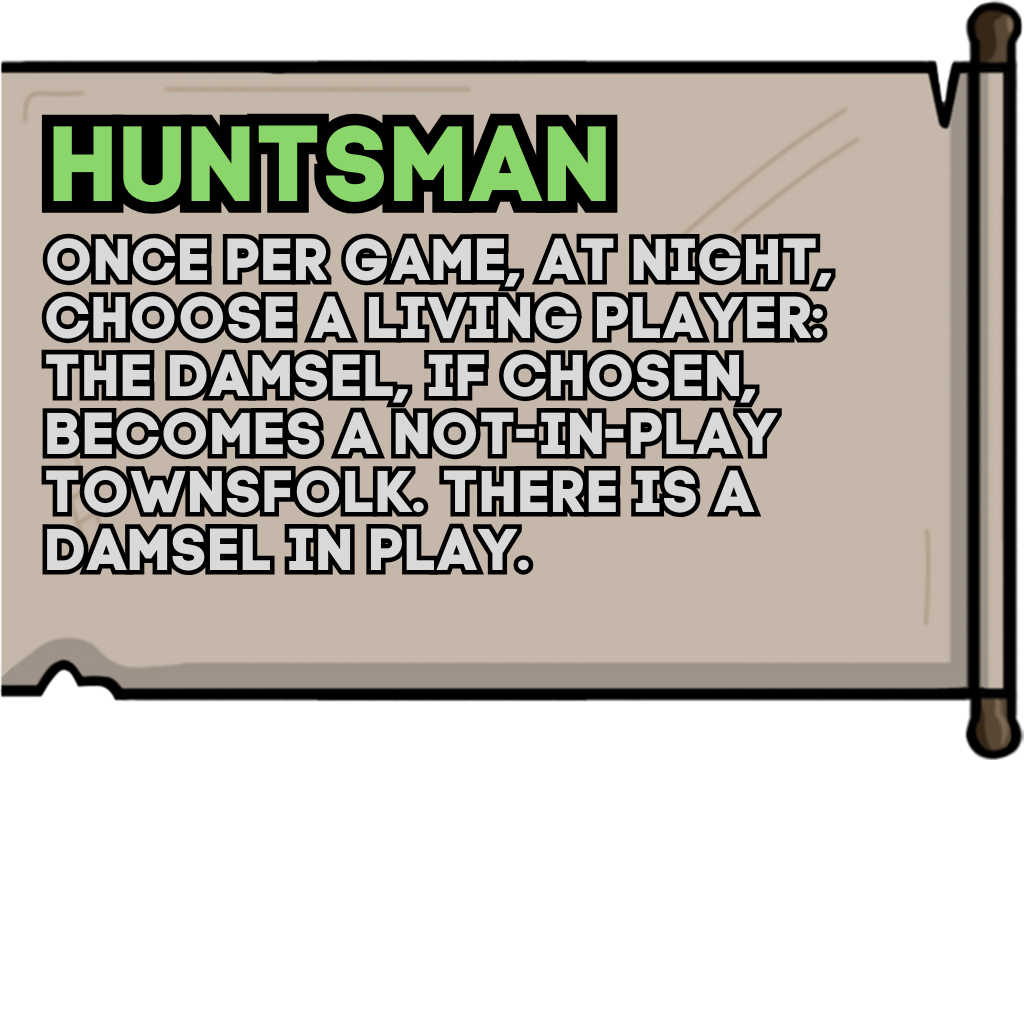 HUNTSMAN
ONCE PER GAME, AT NIGHT,
CHOOSE A LIVING PLAYER:
THE DAMSEL, IF CHOSEN,
BECOMES A NOT-IN-PLAY
TOWNSFOLK. THERE IS A
DAMSEL IN PLAY.